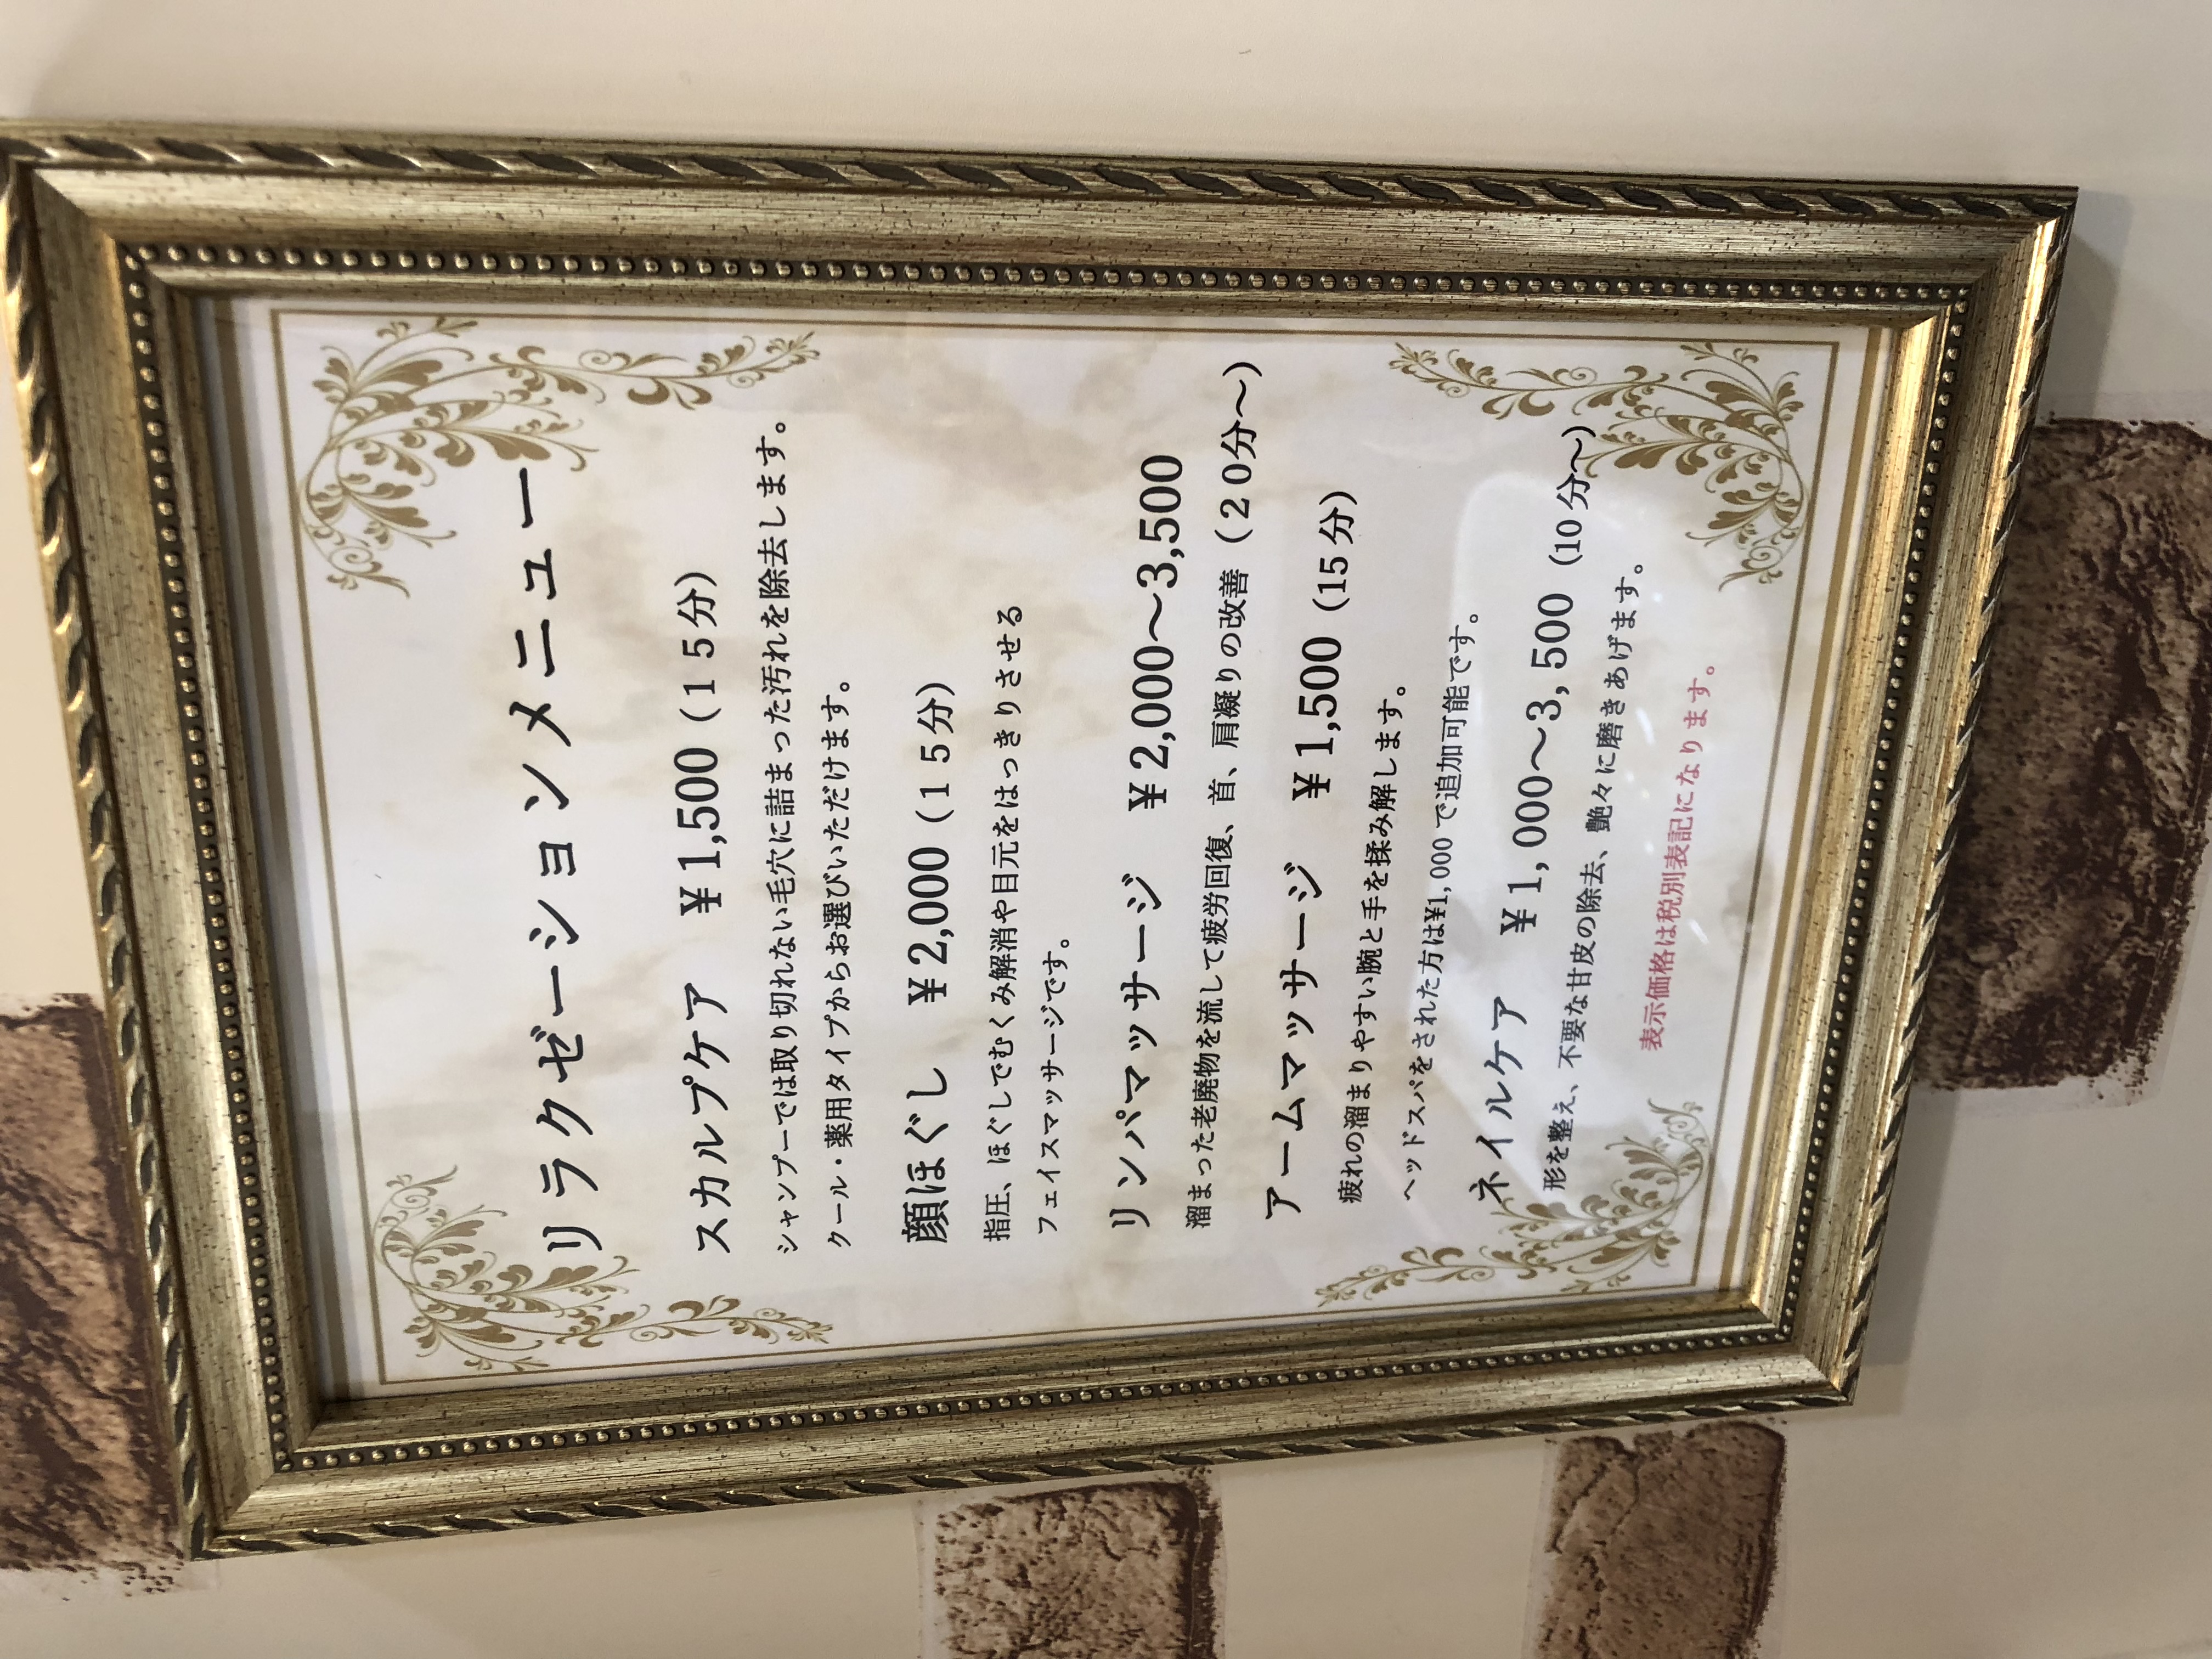 リラクゼーションメニュー
スカルプケア ¥1,500（15分）
シャンプーでは取り切れない毛穴に詰まった汚れを除去します。
クール・薬用タイプからお選びいただけます。
顔ほぐし ¥2,000（15分）
指圧、ほぐしでむくみ解消や目元をはっきりさせる
フェイスマッサージです。
リンパマッサージ ¥2,000～3,500
溜まった老廃物を流して疲労回復、首、肩凝りの改善（20分～）
アームマッサージ ¥1,500（15分）
疲れの溜まりやすい腕と手を揉み解します。
ヘッドスパをされた方は¥1,000で追加可能です。
ネイルケア ¥1,000～3,500（10分～）
形を整え、不要な甘皮の除去、艶々に磨きあげます。
表示価格は税別表記になります。